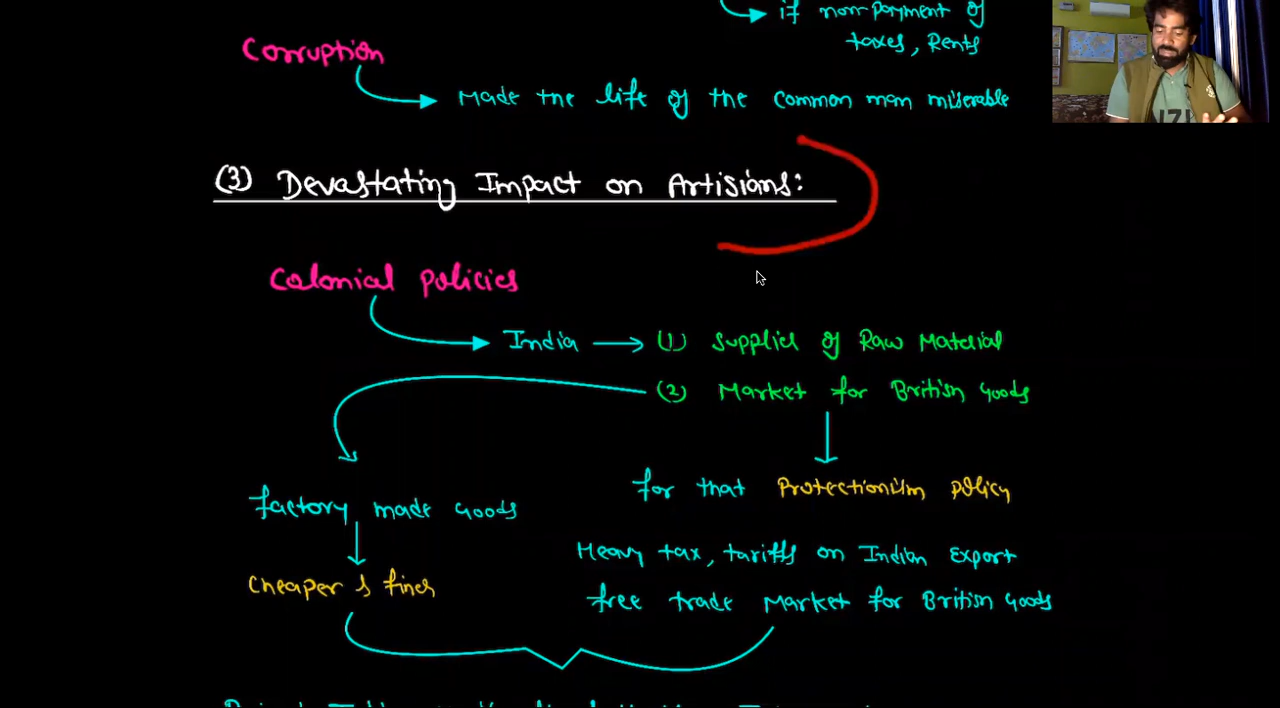 if nonpayment of
taxes, Rents
Corruption
Made the life of the common man miserable
(3) Devastating Impact on Artisians:
Colonial policies
India → (1) Supplier of Raw Material
(2) Market for British Goods
for that Protectionism policy
factory made Goods
Heavy tax, tariffs on Indian Export
Cheaper & finer
free trade Market for British Goods